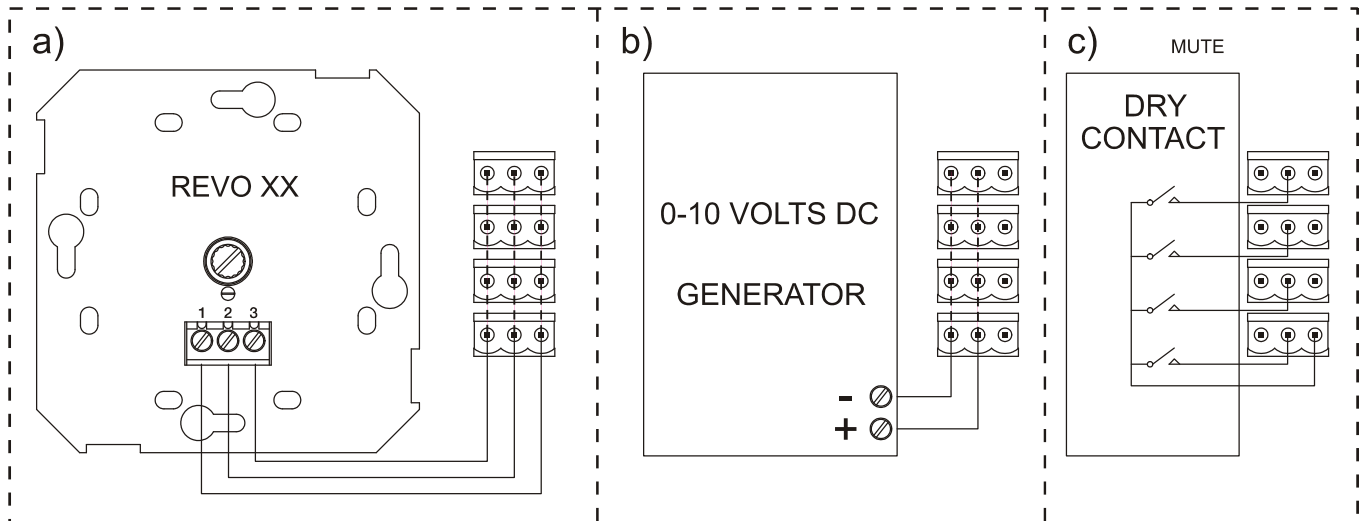 a)
REVO XX
1 2 3
b)
0-10 VOLTS DC
GENERATOR
-
+
c)
MUTE
DRY
CONTACT